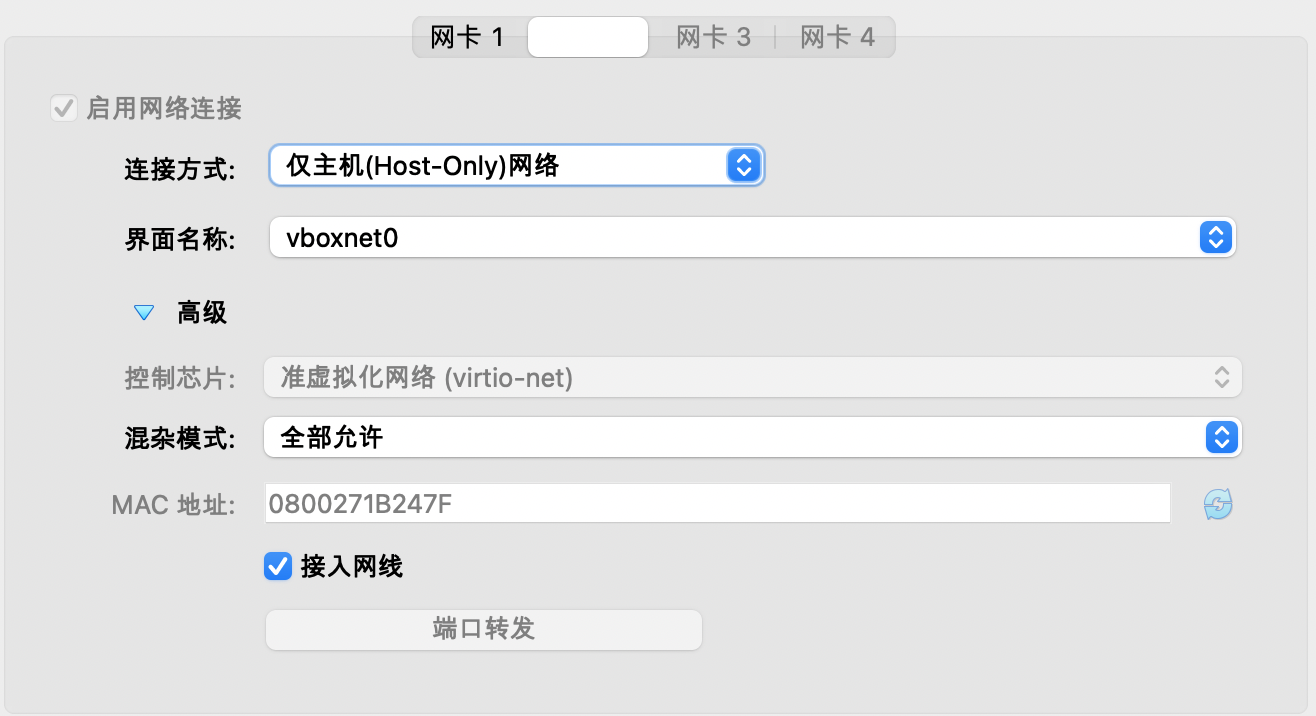 网卡 1 网卡 3 网卡 4
启用网络连接
连接方式: 仅主机(Host-Only)网络
界面名称: vboxnet0
高级
控制芯片: 准虚拟化网络 (virtio-net)
混杂模式: 全部允许
MAC 地址: 0800271B247F
接入网线
端口转发